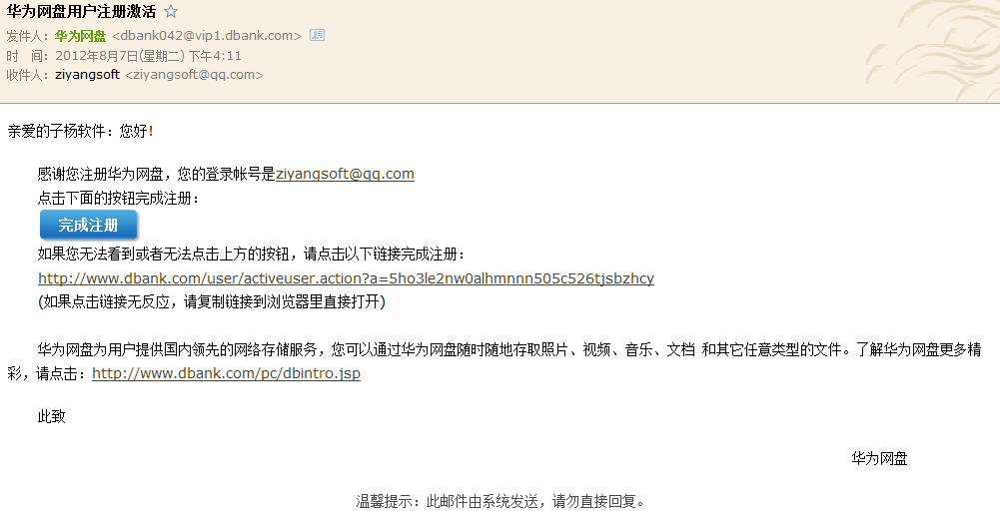 华为网盘用户注册激活 ☆
发件人：华为网盘 <dbank042@vip1.dbank.com>
时　间：2012年8月7日(星期二) 下午4:11
收件人：ziyangsoft <ziyangsoft@qq.com>
亲爱的子杨软件：您好!
感谢您注册华为网盘，您的登录帐号是ziyangsoft@qq.com
点击下面的按钮完成注册：
完成注册
如果您无法看到或者无法点击上方的按钮，请点击以下链接完成注册：
http://www.dbank.com/user/activeuser.action?a=5ho3le2nw0alhmnnn505c526tjsbzhcy
(如果点击链接无反应，请复制链接到浏览器里直接打开)
华为网盘为用户提供国内领先的网络存储服务，您可以通过华为网盘随时随地存取照片、视频、音乐、文档 和其它任意类型的文件。了解华为网盘更多精
彩，请点击：http://www.dbank.com/pc/dbintro.jsp
此致
华为网盘
温馨提示：此邮件由系统发送，请勿直接回复。